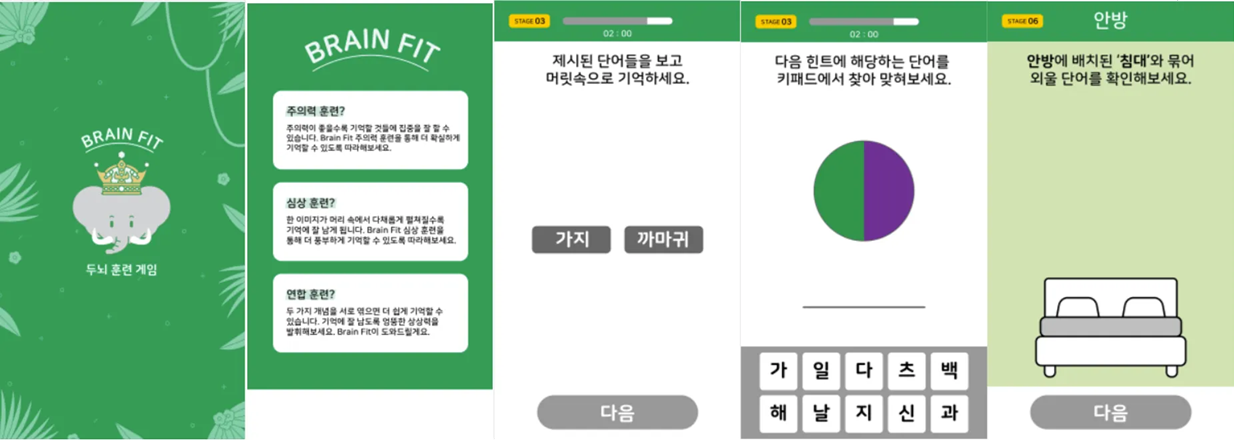 BRAIN FIT
두뇌 훈련 게임
BRAIN FIT
주의력 훈련?
주의력이 좋을수록 기억할 것들에 집중을 잘 할 수
있습니다. Brain Fit 주의력 훈련을 통해 더 확실하게
기억할 수 있도록 따라해보세요.
심상 훈련?
한 이미지가 머리 속에서 다채롭게 펼쳐질수록
기억에 잘 남게 됩니다. Brain Fit 심상 훈련을
통해 더 풍부하게 기억할 수 있도록 따라해보세요.
연합 훈련?
두 가지 개념을 서로 엮으면 더 쉽게 기억할 수
있습니다. 기억에 잘 남도록 엉뚱한 상상력을
발휘해보세요. Brain Fit이 도와드릴게요.
STAGE 03
02 : 00
제시된 단어들을 보고
머릿속으로 기억하세요.
가지 까마귀
다음
STAGE 03
02 : 00
다음 힌트에 해당하는 단어를
키패드에서 찾아 맞혀보세요.
가 일 다 츠 백
해 날 지 신 과
STAGE 06
안방
안방에 배치된 '침대'와 묶어
외울 단어를 확인해보세요.
다음